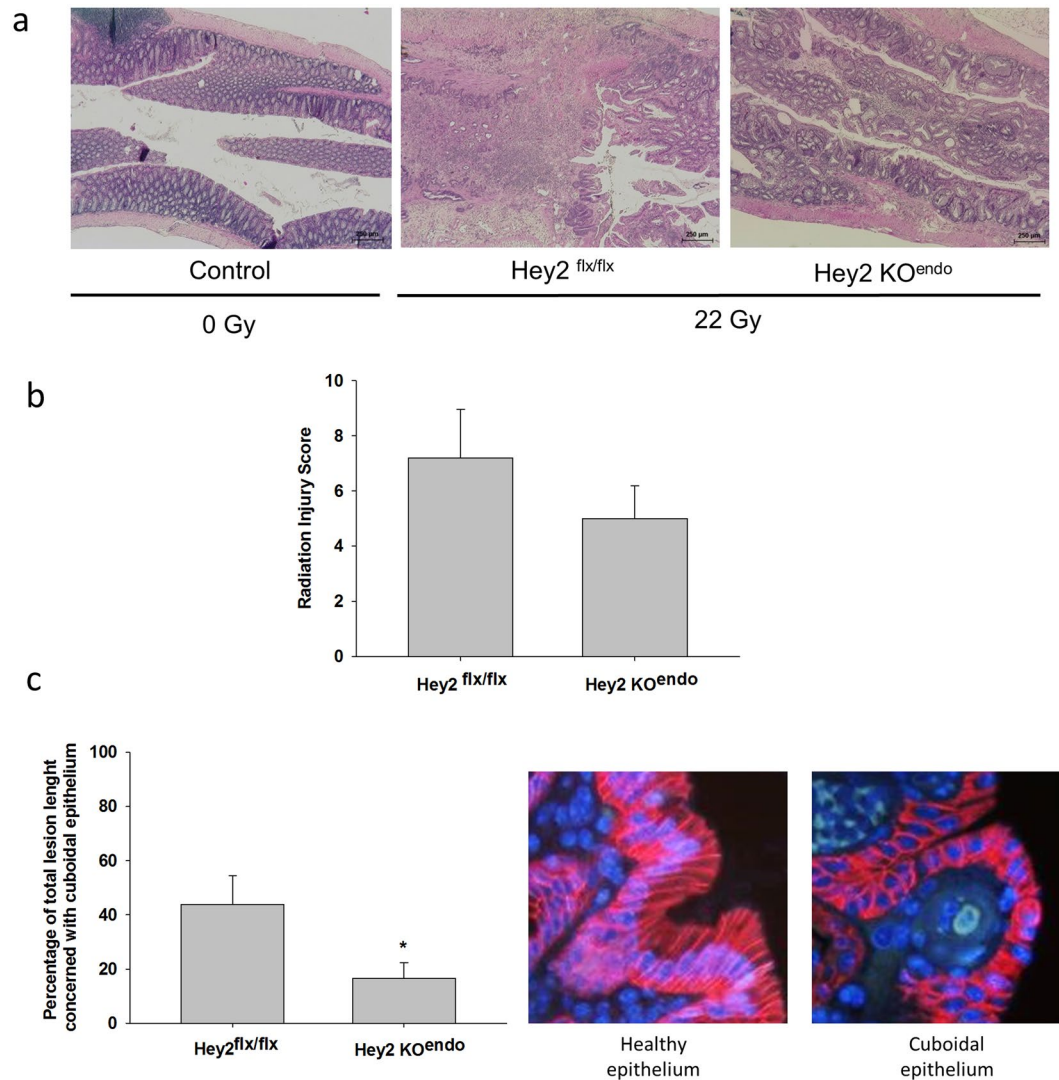 a
250 µm
250 µm
250 µm
Control
Hey2 flx/flx
Hey2 KOendo
0 Gy
22 Gy
b
Radiation Injury Score
10
8
6
4
2
0
Hey2 flx/flx
Hey2 KOendo
c
Percentage of total lesion lenght
concerned with cuboidal epithelium
100
80
60
40
20
0
*
Hey2flx/flx
Hey2 KOendo
Healthy
epithelium
Cuboidal
epithelium